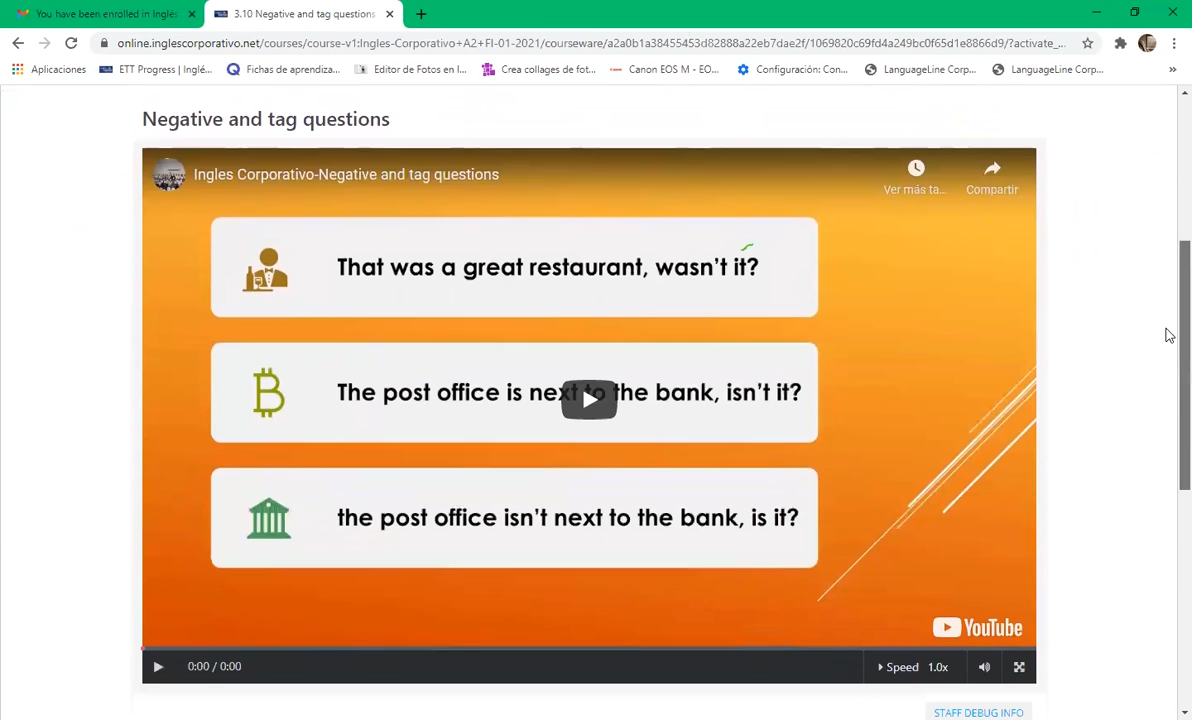 You have been enrolled in Inglés
3.10 Negative and tag questions
online.inglescorporativo.net/courses/course-v1:Ingles-Corporativo+A2+FI-01-2021/courseware/a2a0b1a38455453d82888a22eb7dae2f/1069820c69fd4a249bc0f65d1e8866d9/?activate_...
Aplicaciones
ETT Progress | Inglé...
Fichas de aprendiza...
Editor de Fotos en l...
Crea collages de fot...
Canon EOS M - EO...
Configuración: Con...
LanguageLine Corp...
LanguageLine Corp...
Negative and tag questions
Ingles Corporativo-Negative and tag questions
Ver más ta...
Compartir
That was a great restaurant, wasn't it?
The post office is next to the bank, isn't it?
the post office isn't next to the bank, is it?
YouTube
0:00 / 0:00
Speed 1.0x
STAFF DEBUG INFO